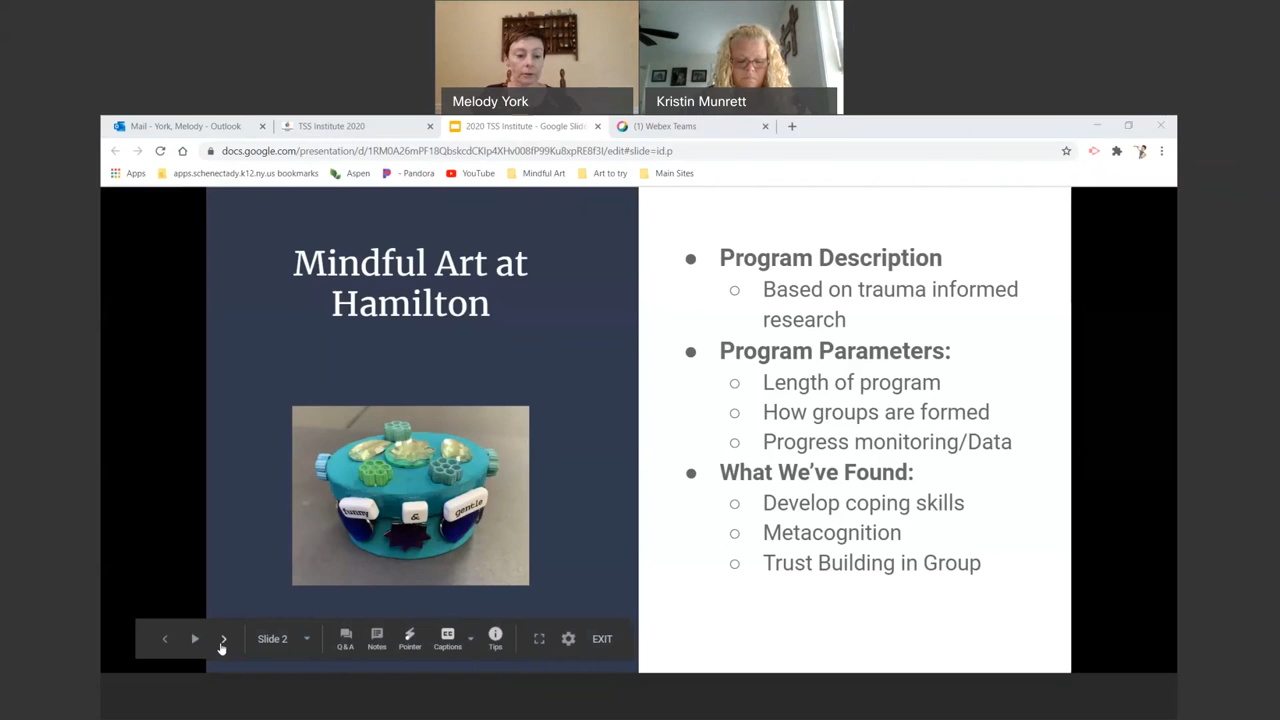 Melody York
Kristin Munrett
Mail - York, Melody - Outlook
TSS Institute 2020
2020 TSS Institute - Google Slide
(1) Webex Teams
docs.google.com/presentation/d/1RM0A26mPF18QbskcdCKIp4XHv008fP99Ku8xpRE8f3I/edit#slide=id.p
Apps
apps.schenectady.k12.ny.us bookmarks
Aspen
- Pandora
YouTube
Mindful Art
Art to try
Main Sites
Mindful Art at
Hamilton
funny
&
gentle
● Program Description
○ Based on trauma informed
research
● Program Parameters:
○ Length of program
○ How groups are formed
○ Progress monitoring/Data
● What We've Found:
○ Develop coping skills
○ Metacognition
○ Trust Building in Group
Slide 2
Q & A
Notes
Pointer
Captions
Tips
EXIT